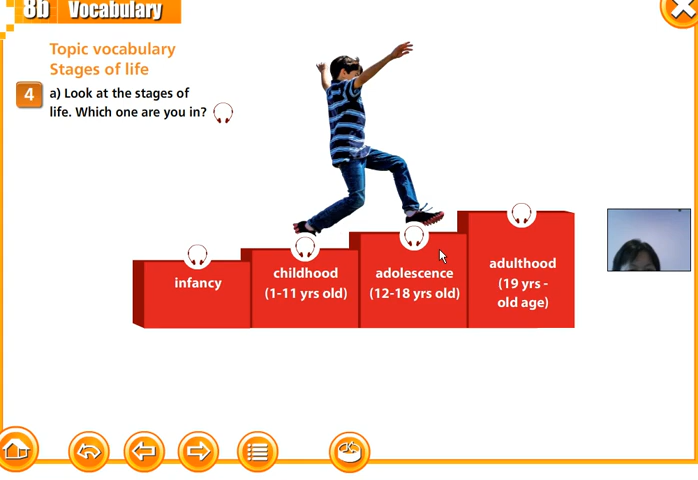 8b Vocabulary
Topic vocabulary
Stages of life
4 a) Look at the stages of
life. Which one are you in?
infancy
childhood
(1-11 yrs old)
adolescence
(12-18 yrs old)
adulthood
(19 yrs -
old age)